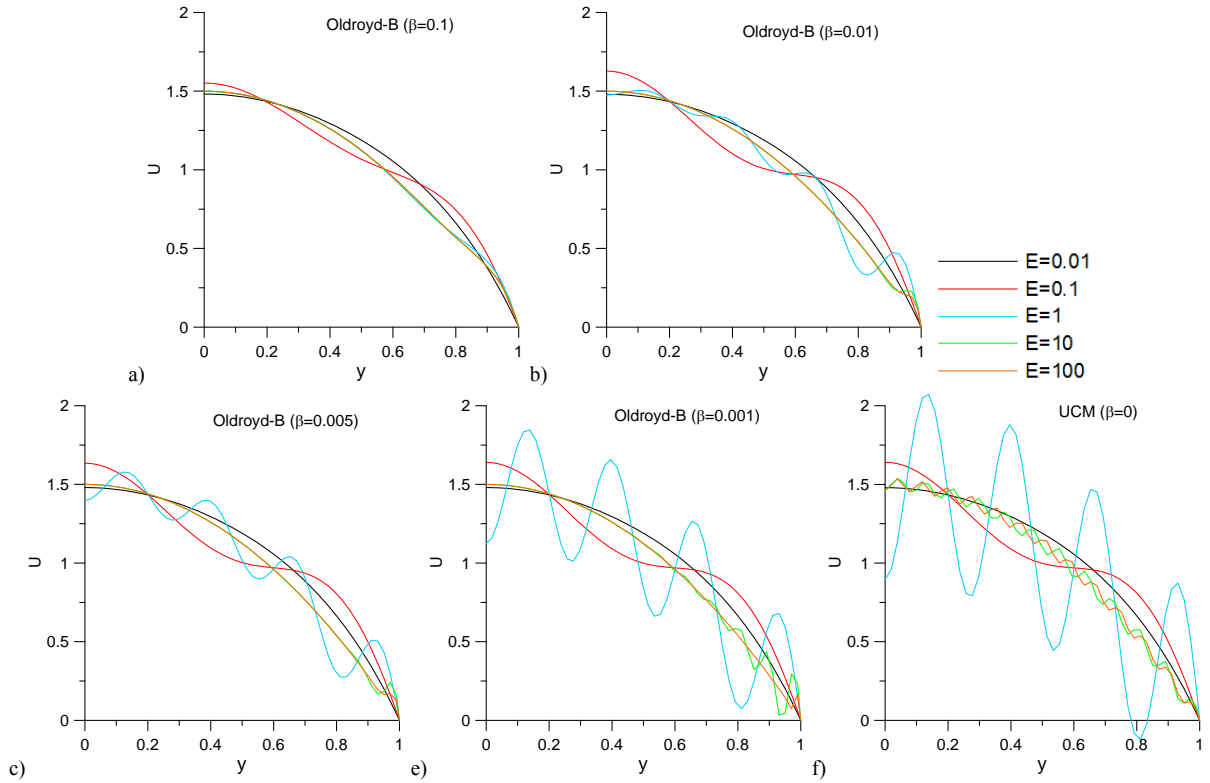 Oldroyd-B (β=0.1)
2
1.5
1
0.5
0
U
0 0.2 0.4 0.6 0.8 1
y
a)
Oldroyd-B (β=0.01)
2
1.5
1
0.5
0
U
0 0.2 0.4 0.6 0.8 1
y
b)
E=0.01
E=0.1
E=1
E=10
E=100
Oldroyd-B (β=0.005)
2
1.5
1
0.5
0
U
0 0.2 0.4 0.6 0.8 1
y
c)
Oldroyd-B (β=0.001)
2
1.5
1
0.5
0
U
0 0.2 0.4 0.6 0.8 1
y
e)
UCM (β=0)
2
1.5
1
0.5
0
U
0 0.2 0.4 0.6 0.8 1
y
f)